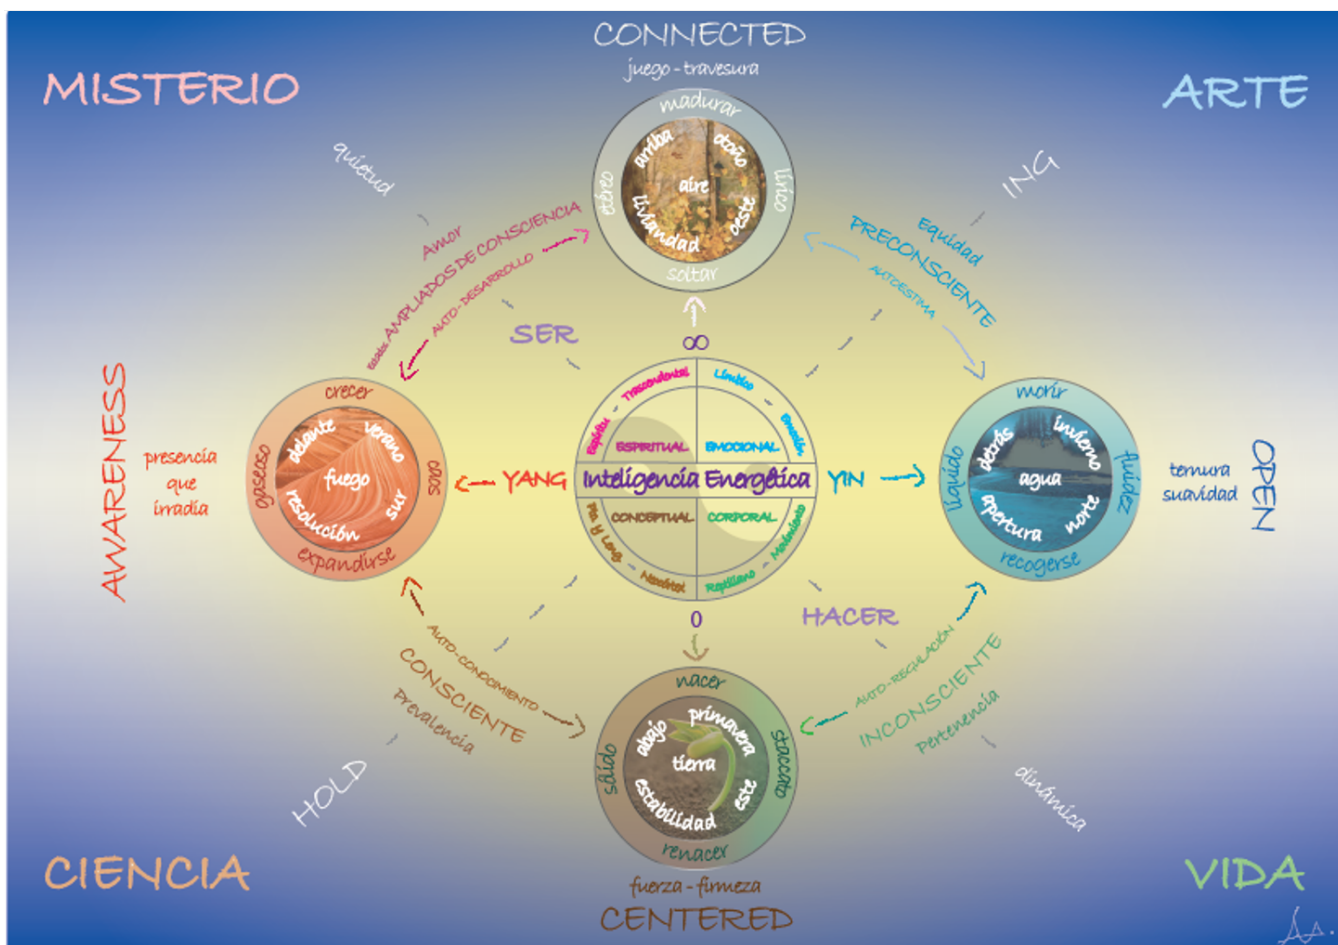 CONNECTED
juego - travesura
MISTERIO
ARTE
madurar
etéreo
lírico
soltar
arriba
otoño
aire
liviandad
oeste
quietud
ING
Amor
Estados AMPLIADOS DE CONSCIENCIA
AUTO-DESARROLLO
Equidad
PRECONSCIENTE
AUTOESTIMA
SER
∞
AWARENESS
presencia
que
irradía
crecer
gaseoso
caos
expandirse
delante
verano
fuego
resolución
sur
YANG
Espíritu - Trascendental
Límbico - Emoción
ESPIRITUAL
EMOCIONAL
Inteligencia Energética
CONCEPTUAL
CORPORAL
Neocórtex
Reptiliano - Movimiento
YIN
morir
líquido
fluidez
recogerse
detrás
invierno
agua
apertura
norte
ternura
suavidad
OPEN
0
HACER
AUTO-CONOCIMIENTO
CONSCIENTE
Prevalencia
AUTO-REGULACIÓN
INCONSCIENTE
Pertenencia
nacer
sólido
staccato
renacer
abajo
primavera
tierra
estabilidad
este
HOLD
dinámica
CIENCIA
VIDA
fuerza - firmeza
CENTERED